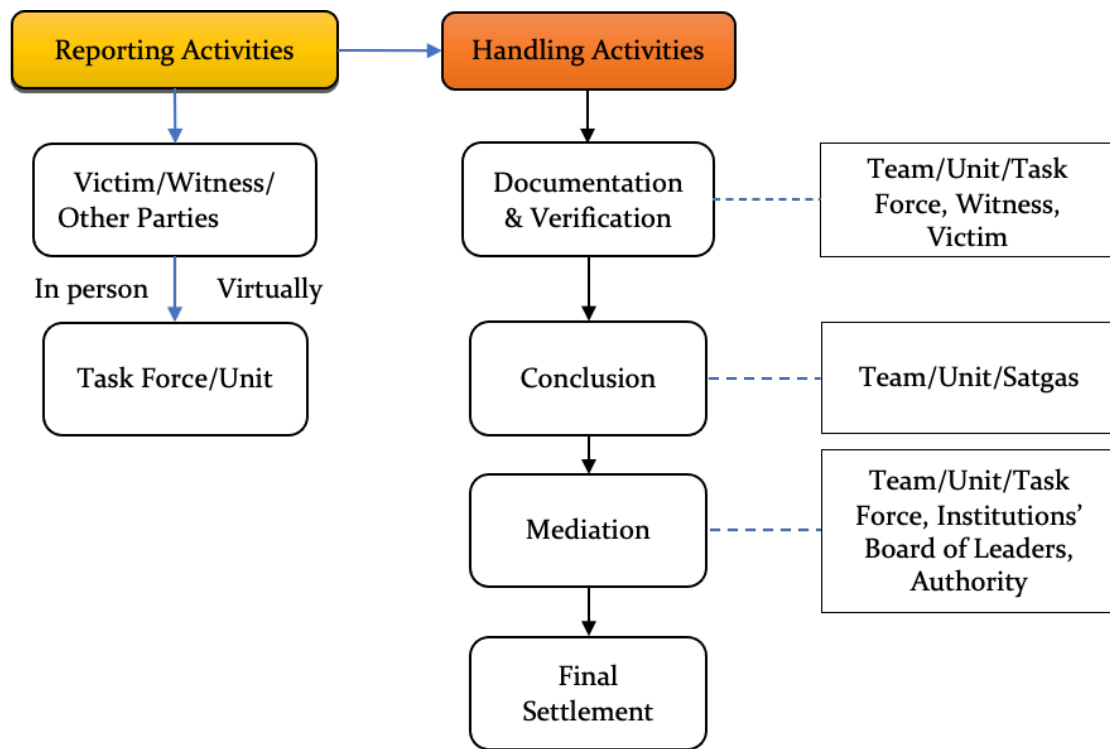 Reporting Activities
Handling Activities
Victim/Witness/
Other Parties
In person
Virtually
Task Force/Unit
Documentation
& Verification
Team/Unit/Task
Force, Witness,
Victim
Conclusion
Team/Unit/Satgas
Mediation
Team/Unit/Task
Force, Institutions’
Board of Leaders,
Authority
Final
Settlement